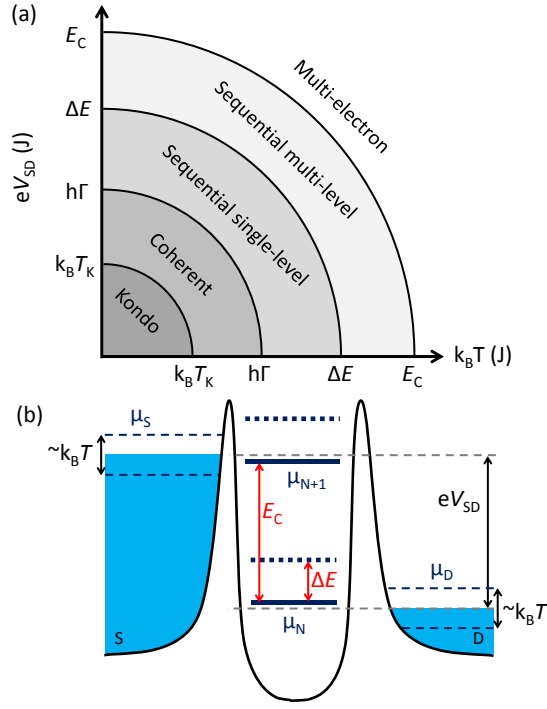 (a)
E_C
ΔE
hΓ
k_BT_K
eV_SD (J)
Multi-electron
Sequential multi-level
Sequential single-level
Coherent
Kondo
k_BT_K
hΓ
ΔE
E_C
k_BT (J)
(b)
μ_S
~k_BT
μ_N+1
E_C
eV_SD
ΔE
μ_D
μ_N
~k_BT
S
D